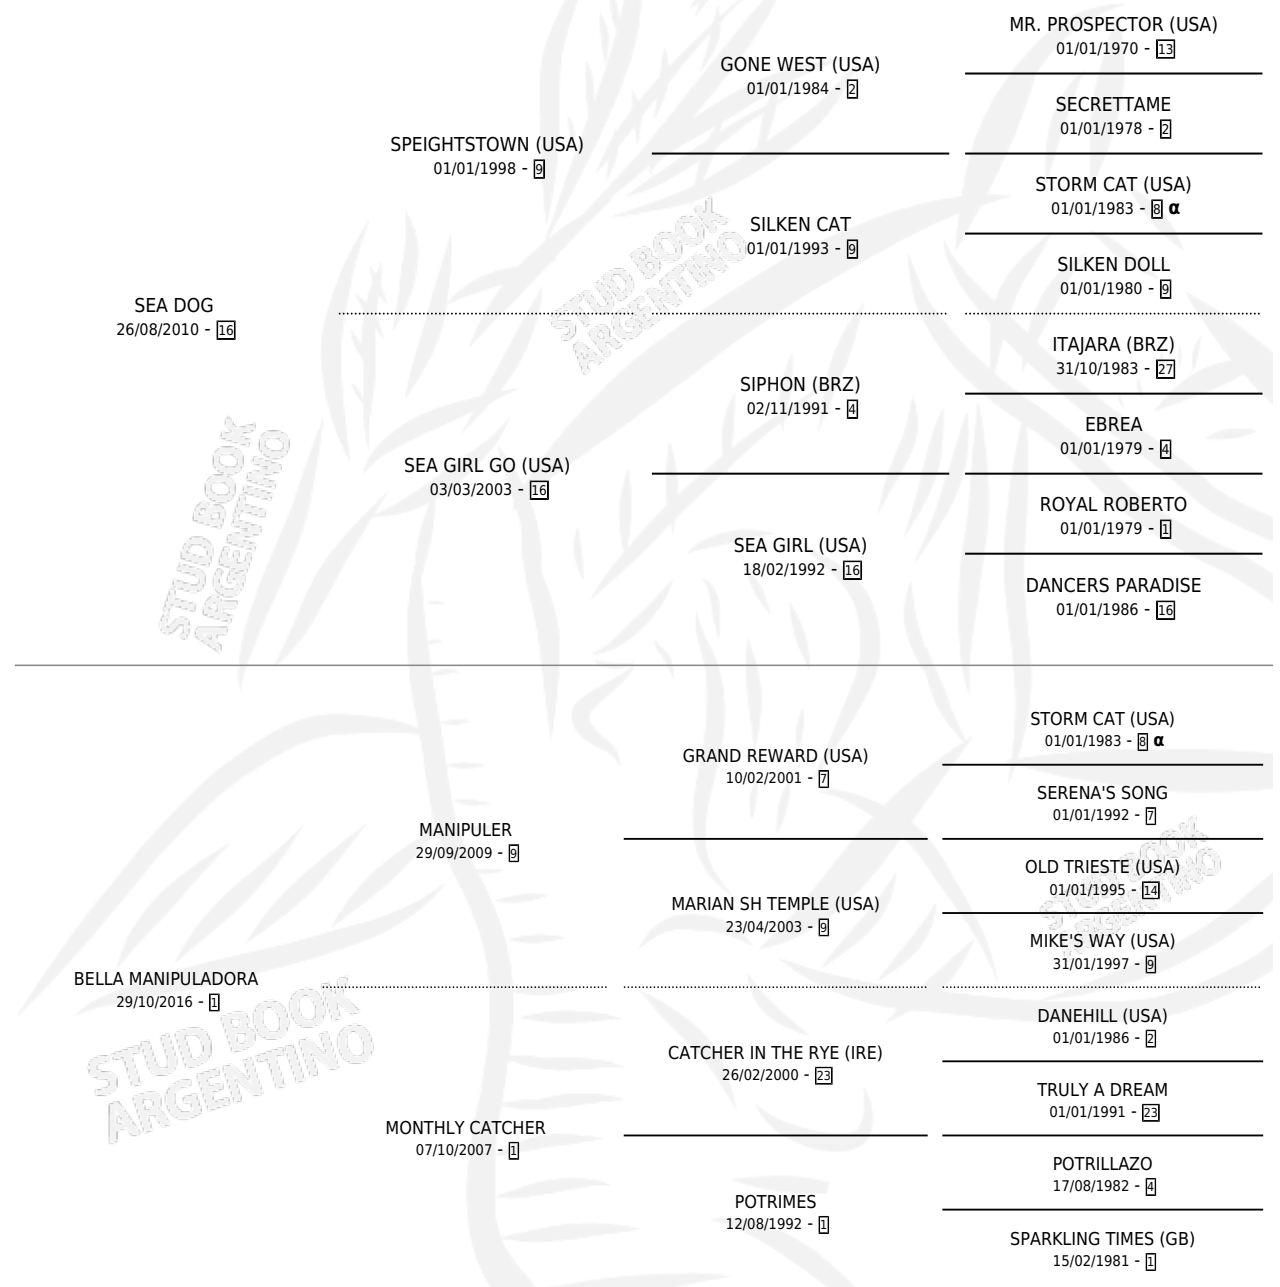 MR. PROSPECTOR (USA)
01/01/1970 - 13
GONE WEST (USA)
01/01/1984 - 2
SECRETTAME
01/01/1978 - 2
SPEIGHTSTOWN (USA)
01/01/1998 - 9
STORM CAT (USA)
01/01/1983 - 8 α
SILKEN CAT
01/01/1993 - 9
SILKEN DOLL
01/01/1980 - 9
SEA DOG
26/08/2010 - 16
ITAJARA (BRZ)
31/10/1983 - 27
SIPHON (BRZ)
02/11/1991 - 4
EBREA
01/01/1979 - 4
SEA GIRL GO (USA)
03/03/2003 - 16
ROYAL ROBERTO
01/01/1979 - 1
SEA GIRL (USA)
18/02/1992 - 16
DANCERS PARADISE
01/01/1986 - 16
STORM CAT (USA)
01/01/1983 - 8 α
GRAND REWARD (USA)
10/02/2001 - 7
SERENA'S SONG
01/01/1992 - 7
MANIPULER
29/09/2009 - 9
OLD TRIESTE (USA)
01/01/1995 - 14
MARIAN SH TEMPLE (USA)
23/04/2003 - 9
MIKE'S WAY (USA)
31/01/1997 - 9
BELLA MANIPULADORA
29/10/2016 - 1
DANEHILL (USA)
01/01/1986 - 2
CATCHER IN THE RYE (IRE)
26/02/2000 - 23
TRULY A DREAM
01/01/1991 - 23
MONTHLY CATCHER
07/10/2007 - 1
POTRILLAZO
17/08/1982 - 4
POTRIMES
12/08/1992 - 1
SPARKLING TIMES (GB)
15/02/1981 - 1
STUD BOOK
ARGENTINO
STUD BOOK
ARGENTINO
STUD BOOK
ARGENTINO
STUD BOOK
ARGENTINO